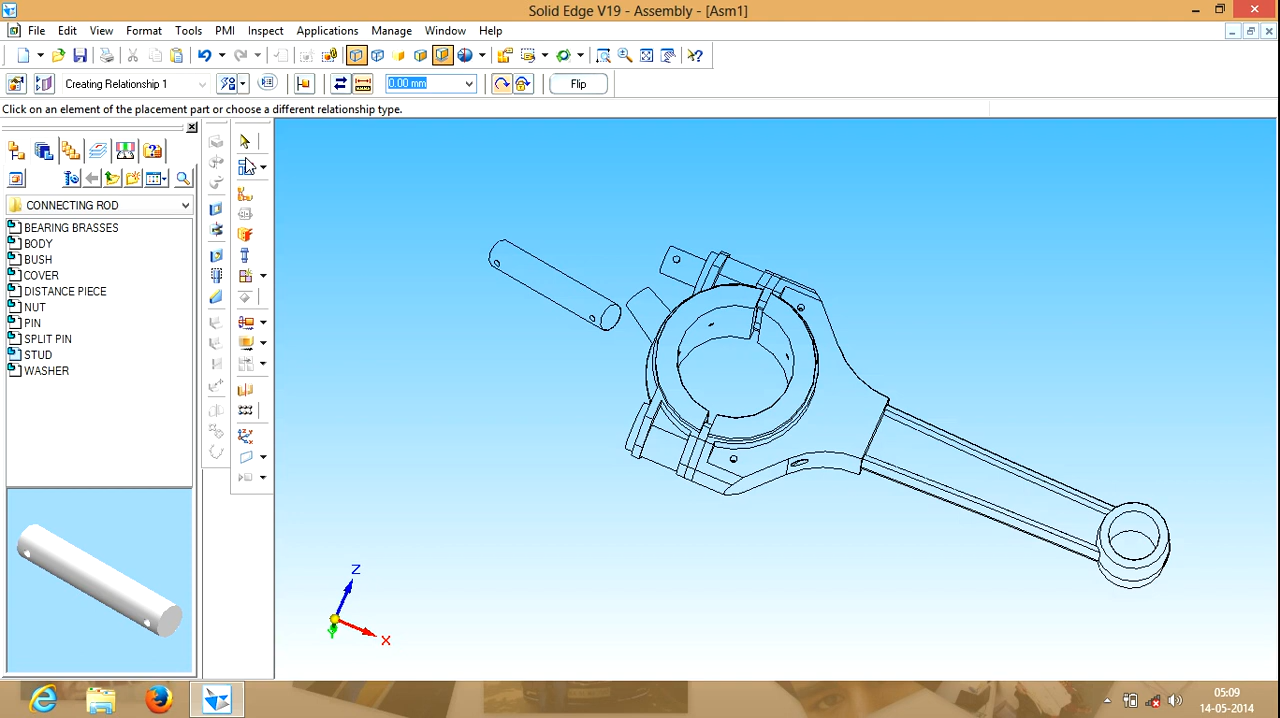 Solid Edge V19 - Assembly - [Asm1]
File Edit View Format Tools PMI Inspect Applications Manage Window Help
Creating Relationship 1 0.00 mm Flip
Click on an element of the placement part or choose a different relationship type.
CONNECTING ROD
BEARING BRASSES
BODY
BUSH
COVER
DISTANCE PIECE
NUT
PIN
SPLIT PIN
STUD
WASHER
Z
X
Y
05:09
14-05-2014